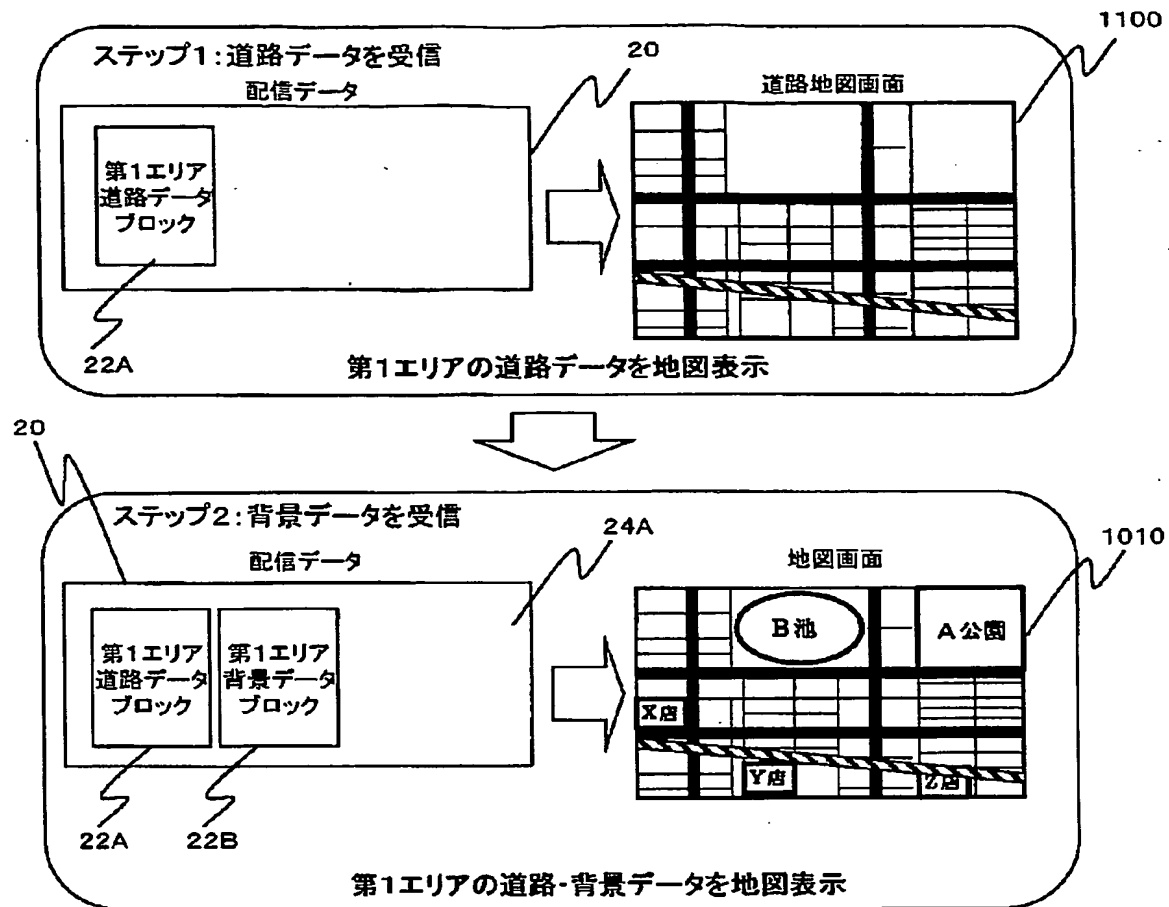 1100
ステップ1:道路データを受信
20
配信データ
道路地図画面
第1エリア
道路データ
ブロック
22A
第1エリアの道路データを地図表示
20
ステップ2:背景データを受信
24A
配信データ
地図画面
1010
第1エリア
道路データ
ブロック
第1エリア
背景データ
ブロック
B池
A公園
X店
Y店
Z店
22A
22B
第1エリアの道路-背景データを地図表示